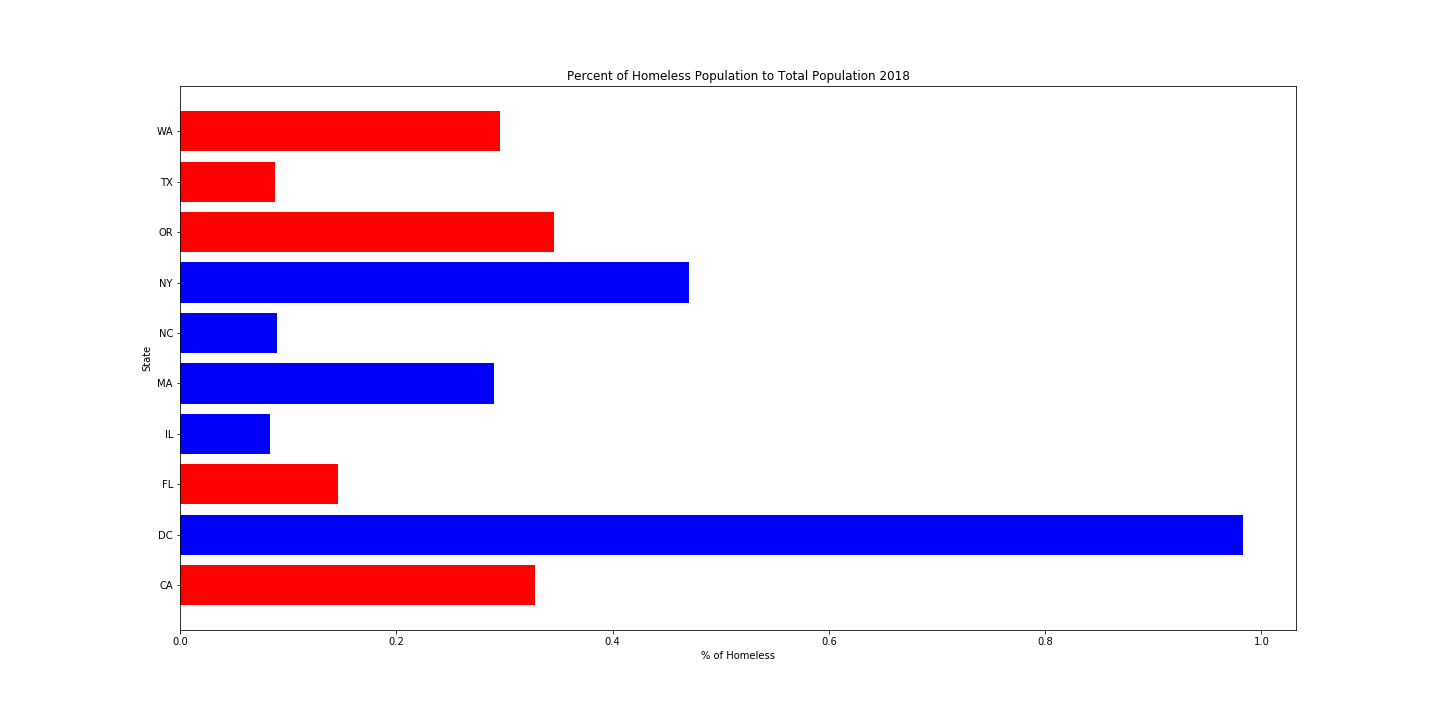 Percent of Homeless Population to Total Population 2018
WA
TX
OR
NY
NC
State
MA
IL
FL
DC
CA
0.0 0.2 0.4 0.6 0.8 1.0
% of Homeless